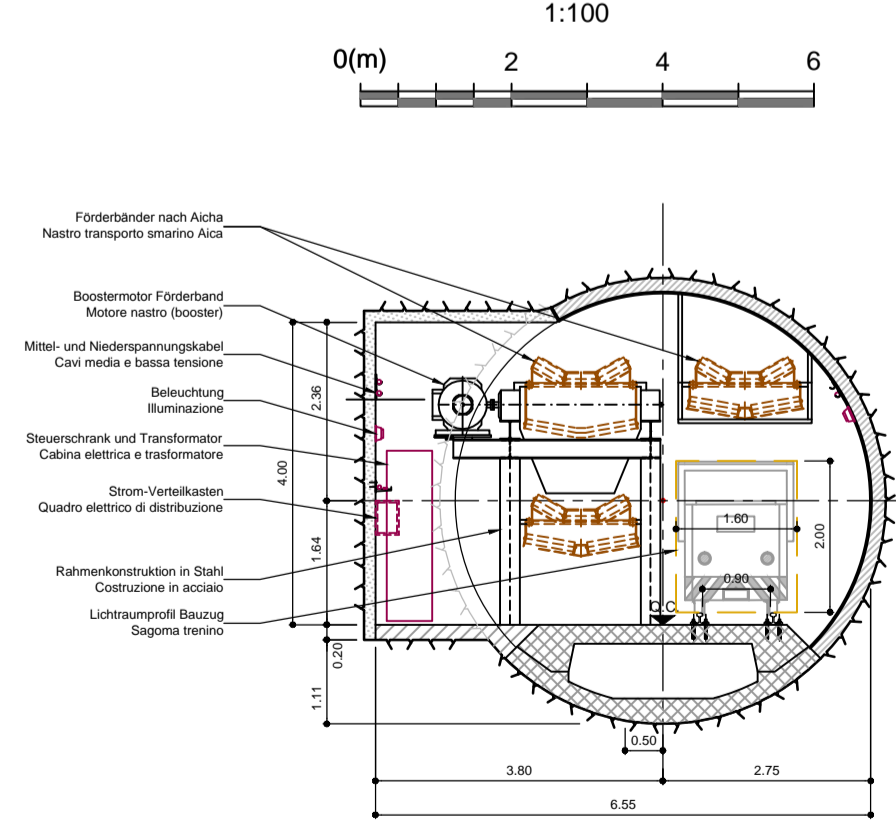 1:100
0(m) 2 4 6
Förderbänder nach Aicha
Nastro transporto smarino Aica
Boostermotor Förderband
Motore nastro (booster)
Mittel- und Niederspannungskabel
Cavi media e bassa tensione
Beleuchtung
Illuminazione
Steuerschrank und Transformator
Cabina elettrica e trasformatore
Strom-Verteilkasten
Quadro elettrico di distribuzione
Rahmenkonstruktion in Stahl
Costruzione in acciaio
Lichtraumprofil Bauzug
Sagoma trenino
2.36
4.00
1.64
0.20
1.11
1.60
2.00
0.90
Q.C
0.50
3.80
2.75
6.55